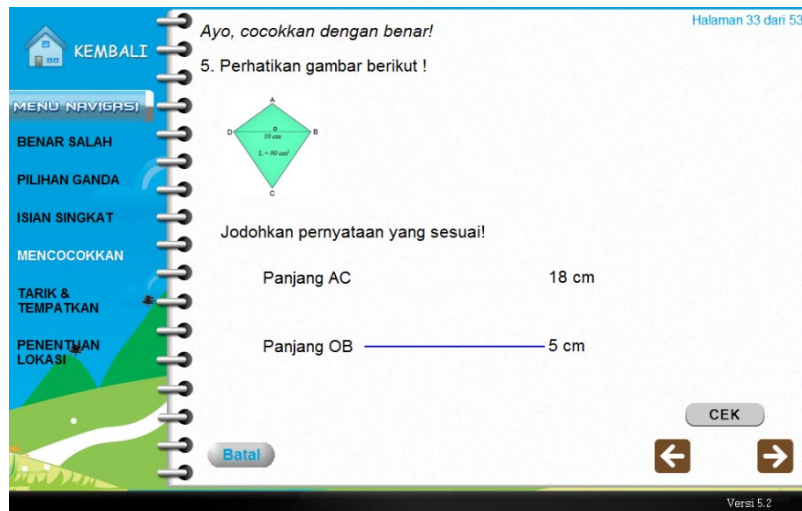 KEMBALI
MENU NAVIGASI
BENAR SALAH
PILIHAN GANDA
ISIAN SINGKAT
MENCOCOKKAN
TARIK &
TEMPATKAN
PENENTUAN
LOKASI
Halaman 33 dari 53
Ayo, cocokkan dengan benar!
5. Perhatikan gambar berikut !
A
D
O
B
10 cm
L = 90 cm²
C
Jodohkan pernyataan yang sesuai!
Panjang AC 18 cm
Panjang OB 5 cm
CEK
Batal
Versi 5.2